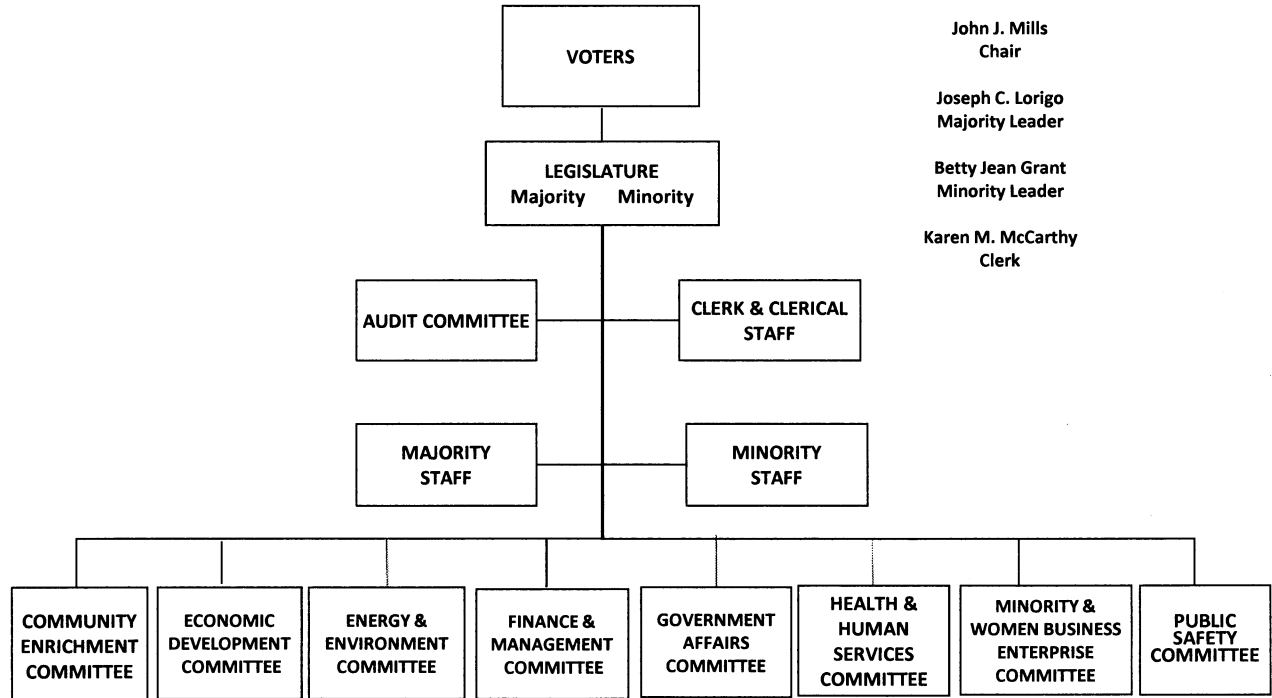 VOTERS
John J. Mills
Chair
Joseph C. Lorigo
Majority Leader
Betty Jean Grant
Minority Leader
Karen M. McCarthy
Clerk
LEGISLATURE
Majority Minority
AUDIT COMMITTEE
CLERK & CLERICAL
STAFF
MAJORITY
STAFF
MINORITY
STAFF
COMMUNITY
ENRICHMENT
COMMITTEE
ECONOMIC
DEVELOPMENT
COMMITTEE
ENERGY &
ENVIRONMENT
COMMITTEE
FINANCE &
MANAGEMENT
COMMITTEE
GOVERNMENT
AFFAIRS
COMMITTEE
HEALTH &
HUMAN
SERVICES
COMMITTEE
MINORITY &
WOMEN BUSINESS
ENTERPRISE
COMMITTEE
PUBLIC
SAFETY
COMMITTEE